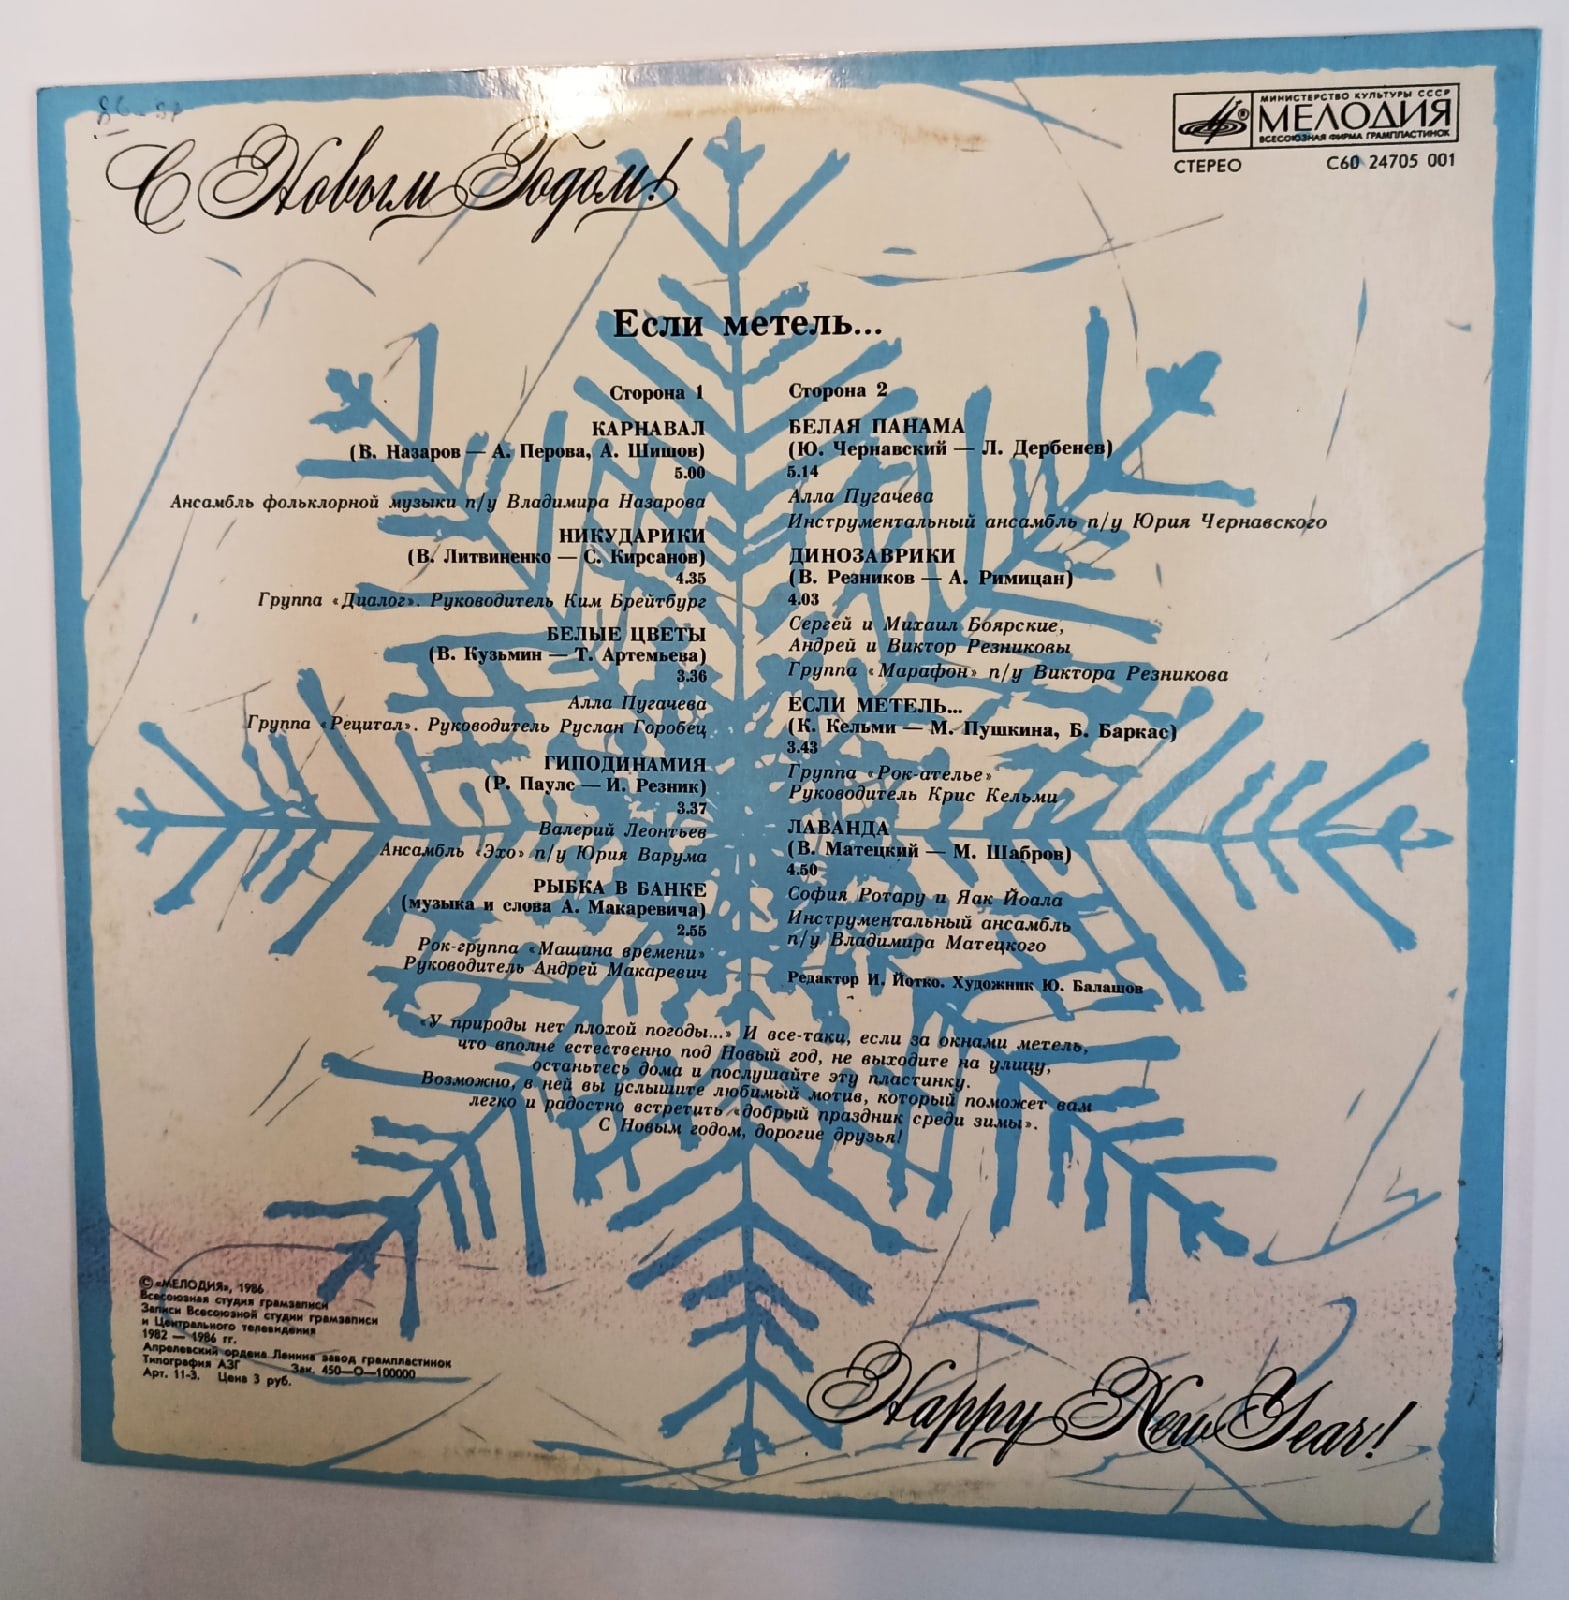 86-87
С Новым Годом!
МИНИСТЕРСТВО КУЛЬТУРЫ СССР
МЕЛОДИЯ
ВСЕСОЮЗНАЯ ФИРМА ГРАМПЛАСТИНОК
СТЕРЕО С60 24705 001
Если метель...
Сторона 1
КАРНАВАЛ
(В. Назаров — А. Перова, А. Шишов)
5.00
Ансамбль фольклорной музыки п/у Владимира Назарова
НИКУДАРИКИ
(В. Литвиненко — С. Кирсанов)
4.35
Группа «Диалог». Руководитель Ким Брейтбург
БЕЛЫЕ ЦВЕТЫ
(В. Кузьмин — Т. Артемьева)
3.36
Алла Пугачева
Группа «Рецитал». Руководитель Руслан Горобец
ГИПОДИНАМИЯ
(Р. Паулс — И. Резник)
3.37
Валерий Леонтьев
Ансамбль «Эхо» п/у Юрия Варума
РЫБКА В БАНКЕ
(музыка и слова А. Макаревича)
2.55
Рок-группа «Машина времени»
Руководитель Андрей Макаревич
Сторона 2
БЕЛАЯ ПАНАМА
(Ю. Чернавский — Л. Дербенев)
5.14
Алла Пугачева
Инструментальный ансамбль п/у Юрия Чернавского
ДИНОЗАВРИКИ
(В. Резников — А. Римицан)
4.03
Сергей и Михаил Боярские,
Андрей и Виктор Резниковы
Группа «Марафон» п/у Виктора Резникова
ЕСЛИ МЕТЕЛЬ...
(К. Кельми — М. Пушкина, Б. Баркас)
3.43
Группа «Рок-ателье»
Руководитель Крис Кельми
ЛАВАНДА
(В. Матецкий — М. Шабров)
4.50
София Ротару и Яак Йоала
Инструментальный ансамбль
п/у Владимира Матецкого
Редактор И. Йотко. Художник Ю. Балашов
«У природы нет плохой погоды...» И все-таки, если за окнами метель,
что вполне естественно под Новый год, не выходите на улицу,
останьтесь дома и послушайте эту пластинку.
Возможно, в ней вы услышите любимый мотив, который поможет вам
легко и радостно встретить «добрый праздник среди зимы».
С Новым годом, дорогие друзья!
© «МЕЛОДИЯ», 1986
Всесоюзная студия грамзаписи
Записи Всесоюзной студии грамзаписи
и Центрального телевидения
1982 — 1986 гг.
Апрелевский ордена Ленина завод грампластинок
Типография АЗГ Зак. 450—О—100000
Арт. 11-3. Цена 3 руб.
Happy New Year!